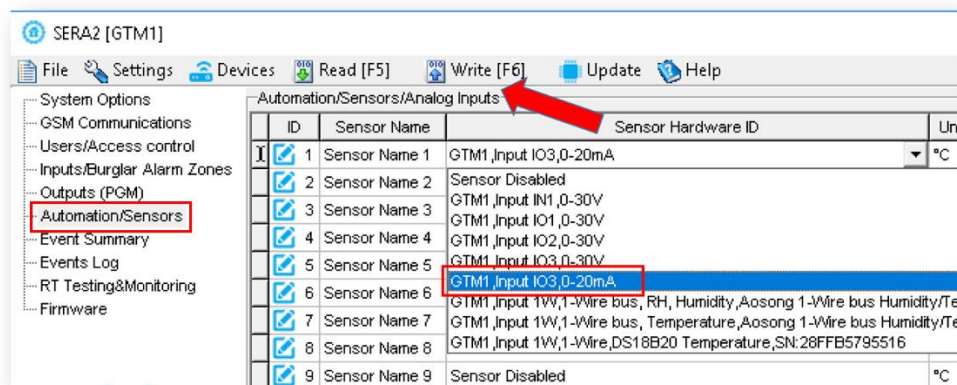 SERA2 [GTM1]
File Settings Devices Read [F5] Write [F6] Update Help
System Options
GSM Communications
Users/Access control
Inputs/Burglar Alarm Zones
Outputs (PGM)
Automation/Sensors
Event Summary
Events Log
RT Testing&Monitoring
Firmware
Automation/Sensors/Analog Inputs
ID Sensor Name Sensor Hardware ID Un
1 Sensor Name 1 GTM1,Input IO3,0-20mA °C
2 Sensor Name 2 Sensor Disabled
GTM1,Input IN1,0-30V
3 Sensor Name 3 GTM1,Input IO1,0-30V
4 Sensor Name 4 GTM1,Input IO2,0-30V
5 Sensor Name 5 GTM1,Input IO3,0-30V
GTM1,Input IO3,0-20mA
6 Sensor Name 6 GTM1,Input 1W,1-Wire bus, RH, Humidity,Aosong 1-Wire bus Humidity/Te
7 Sensor Name 7 GTM1,Input 1W,1-Wire bus, Temperature,Aosong 1-Wire bus Humidity/Te
8 Sensor Name 8 GTM1,Input 1W,1-Wire,DS18B20 Temperature,SN:28FFB5795516
9 Sensor Name 9 Sensor Disabled °C